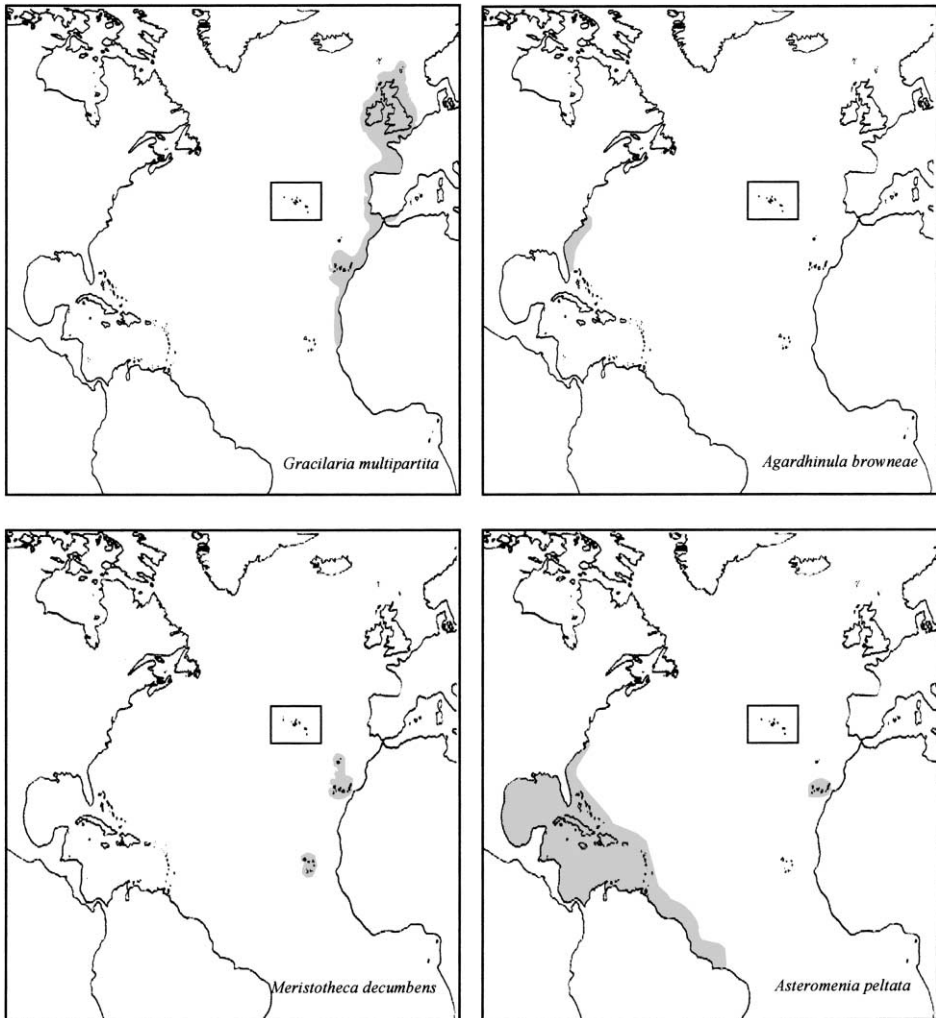 Gracilaria multipartita
Agardhinula browneae
Meristotheca decumbens
Asteromenia peltata